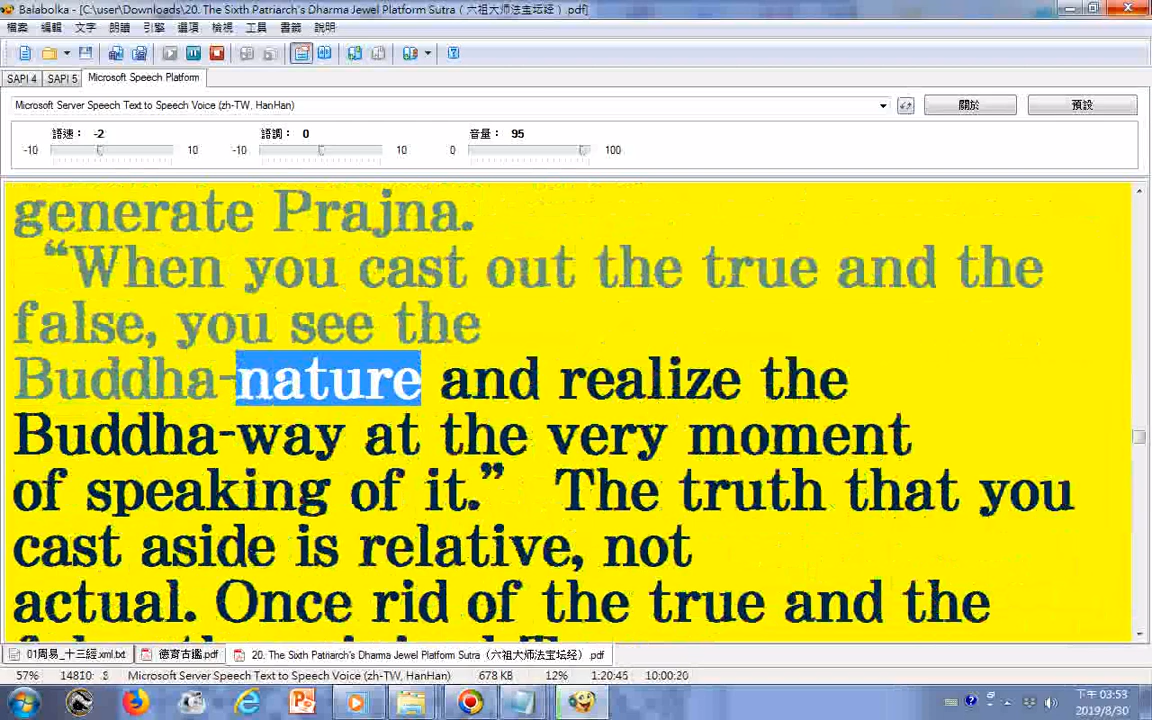 Balabolka - [C:\user\Downloads\20. The Sixth Patriarch's Dharma Jewel Platform Sutra（六祖大师法宝坛经）.pdf]
檔案 編輯 文字 朗讀 引擎 選項 檢視 工具 書籤 說明
SAPI 4 SAPI 5 Microsoft Speech Platform
Microsoft Server Speech Text to Speech Voice (zh-TW, HanHan) 關於 預設
語速： -2 語調： 0 音量： 95
-10 10 -10 10 0 100
generate Prajna.
“When you cast out the true and the
false, you see the
Buddha-nature and realize the
Buddha-way at the very moment
of speaking of it.” The truth that you
cast aside is relative, not
actual. Once rid of the true and the
01周易_十三經.xml.txt 德育古鑑.pdf 20. The Sixth Patriarch's Dharma Jewel Platform Sutra（六祖大师法宝坛经）.pdf
57% Microsoft Server Speech Text to Speech Voice (zh-TW, HanHan) 678 KB 12% 1:20:45 10:00:20
下午 03:53
2019/8/30